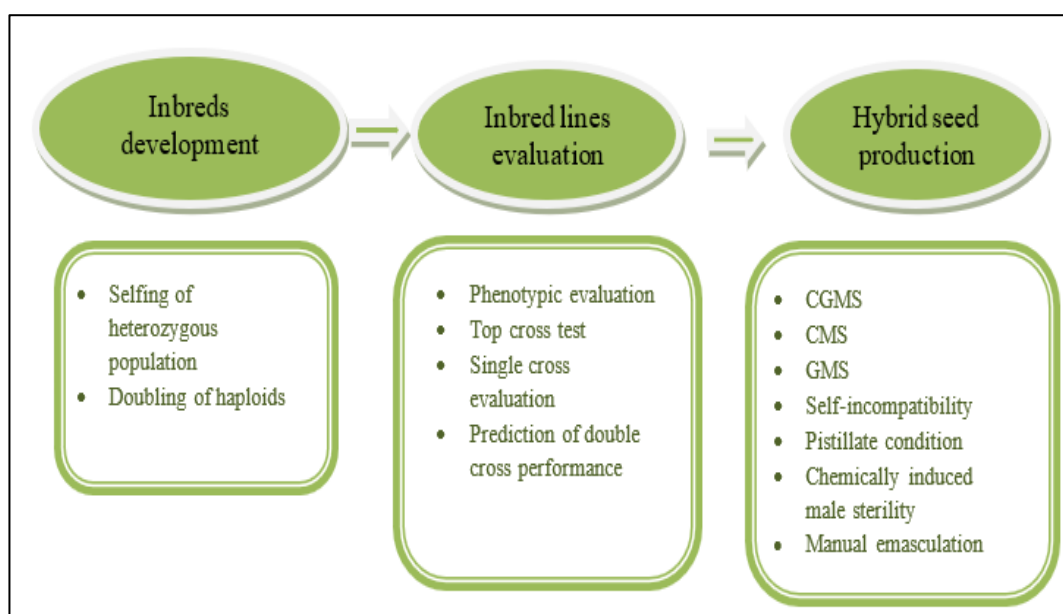 Inbreds
development
Inbred lines
evaluation
Hybrid seed
production
• Selfing of
heterozygous
population
• Doubling of haploids
• Phenotypic evaluation
• Top cross test
• Single cross
evaluation
• Prediction of double
cross performance
• CGMS
• CMS
• GMS
• Self-incompatibility
• Pistillate condition
• Chemically induced
male sterility
• Manual emasculation